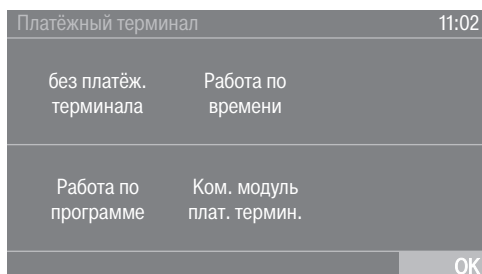 Платёжный терминал 11:02
без платёж. Работа по
терминала времени
Работа по Ком. модуль
программе плат. термин.
OK